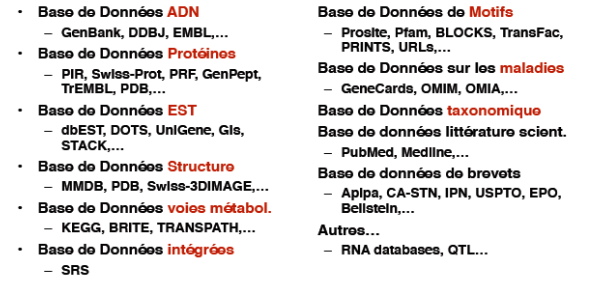 • Base de Données ADN
– GenBank, DDBJ, EMBL,...
• Base de Données Protéines
– PIR, Swiss-Prot, PRF, GenPept,
TrEMBL, PDB,...
• Base de Données EST
– dbEST, DOTS, UniGene, GIs,
STACK,...
• Base de Données Structure
– MMDB, PDB, Swiss-3DIMAGE,...
• Base de Données voies métabol.
– KEGG, BRITE, TRANSPATH,...
• Base de Données intégrées
– SRS
Base de Données de Motifs
– Prosite, Pfam, BLOCKS, TransFac,
PRINTS, URLs,...
Base de Données sur les maladies
– GeneCards, OMIM, OMIA,...
Base de Données taxonomique
Base de données littérature scient.
– PubMed, Medline,...
Base de données de brevets
– Apipa, CA-STN, IPN, USPTO, EPO,
Beilstein,...
Autres...
– RNA databases, QTL...